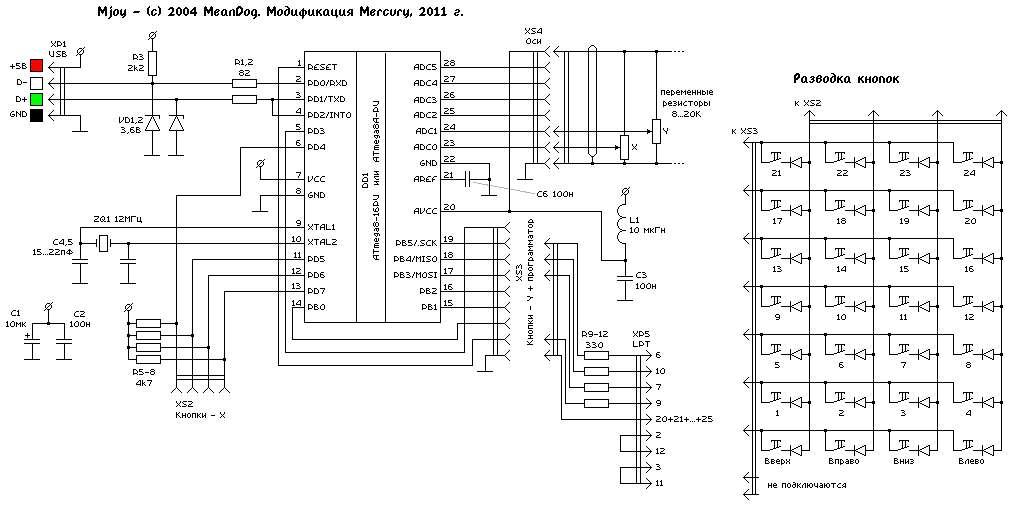 Mjoy - (c) 2004 MeanDog. Модификация Mercury, 2011 г.
XP1
USB
+5В
D-
D+
GND
R3
2k2
R1,2
82
VD1,2
3,6В
1 RESET
2 PD0/RXD
3 PD1/TXD
4 PD2/INT0
5 PD3
6 PD4
7 VCC
8 GND
9 XTAL1
10 XTAL2
11 PD5
12 PD6
13 PD7
14 PB0
DD1
ATmega8-16PU или ATmega8A-PU
ADC5 28
ADC4 27
ADC3 26
ADC2 25
ADC1 24
ADC0 23
GND 22
AREF 21
AVCC 20
PB5/.SCK 19
PB4/MISO 18
PB3/MOSI 17
PB2 16
PB1 15
ZQ1 12МГц
C4,5
15...22пФ
C1
10мк
+
C2
100н
R5-8
4k7
XS2
Кнопки - X
XS4
Оси
переменные
резисторы
8...20К
Y
X
C6 100н
L1
10 мкГн
C3
100н
XS3
Кнопки - Y + программатор
R9-12
330
XP5
LPT
6
10
7
9
20+21+...+25
2
12
3
11
Разводка кнопок
к XS2
к XS3
21 22 23 24
17 18 19 20
13 14 15 16
9 10 11 12
5 6 7 8
1 2 3 4
Вверх Вправо Вниз Влево
не подключаются